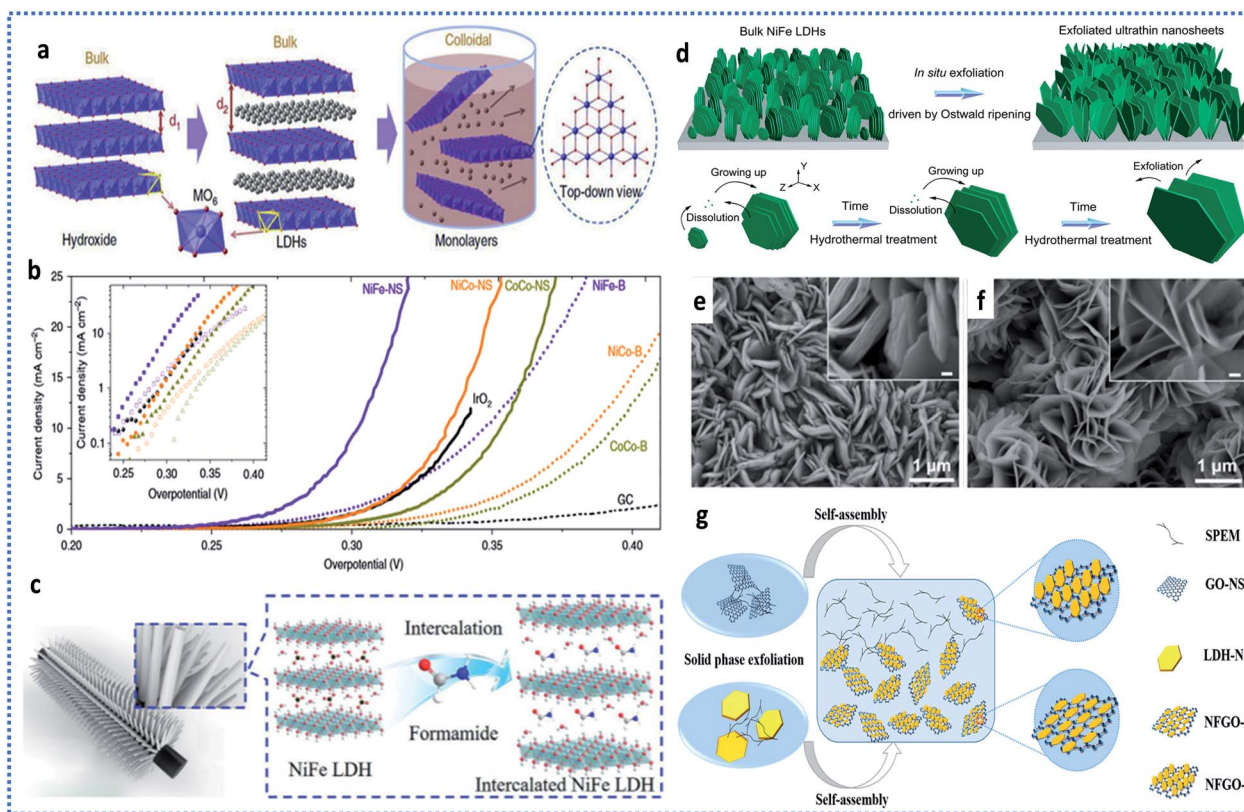 a
Bulk
Bulk
Colloidal
d1
d2
MO6
Hydroxide
LDHs
Monolayers
Top-down view
b
Current density (mA cm−2)
25
20
15
10
5
0
0.20
0.25
0.30
0.35
0.40
Overpotential (V)
NiFe-NS
NiCo-NS
CoCo-NS
NiFe-B
NiCo-B
IrO2
CoCo-B
GC
Current density (mA cm−2)
10
1
0.1
0.25
0.30
0.35
0.40
Overpotential (V)
c
Intercalation
Formamide
NiFe LDH
Intercalated NiFe LDH
d
Bulk NiFe LDHs
Exfoliated ultrathin nanosheets
In situ exfoliation
driven by Ostwald ripening
Growing up
Y
Z
X
Dissolution
Time
Hydrothermal treatment
Growing up
Dissolution
Time
Hydrothermal treatment
Exfoliation
e
1 μm
f
1 μm
g
Self-assembly
Solid phase exfoliation
Self-assembly
SPEM
GO-NS
LDH-N
NFGO-
NFGO-